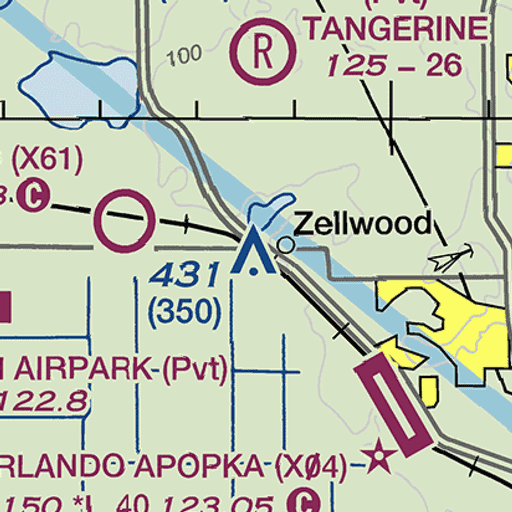 (Pvt)
TANGERINE
R
125 – 26
100
(X61)
C
Zellwood
431
(350)
AIRPARK (Pvt)
122.8
RLANDO APOPKA (XØ4)
150 *L 40 123.05 C